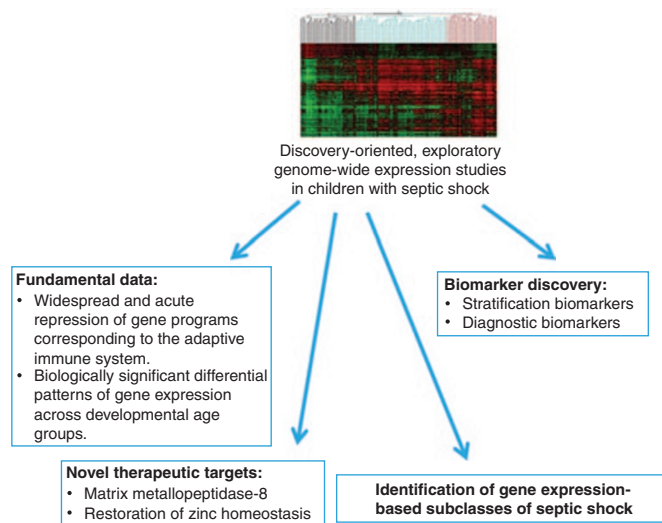 Discovery-oriented, exploratory
genome-wide expression studies
in children with septic shock
Fundamental data:
• Widespread and acute
repression of gene programs
corresponding to the adaptive
immune system.
• Biologically significant differential
patterns of gene expression
across developmental age
groups.
Biomarker discovery:
• Stratification biomarkers
• Diagnostic biomarkers
Novel therapeutic targets:
• Matrix metallopeptidase-8
• Restoration of zinc homeostasis
Identification of gene expression-
based subclasses of septic shock